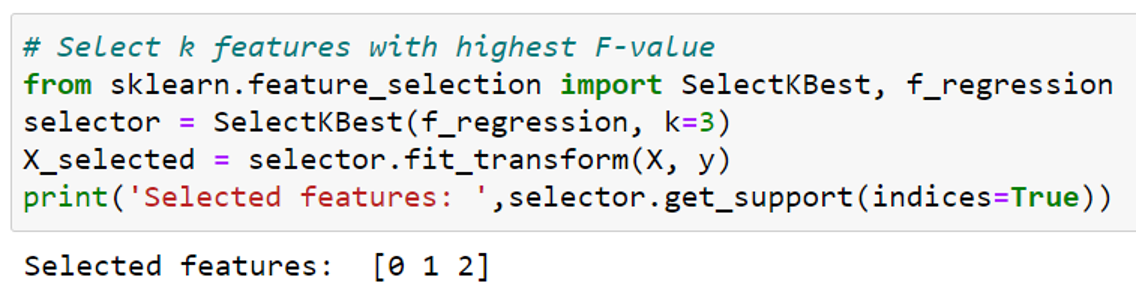 # Select k features with highest F-value
from sklearn.feature_selection import SelectKBest, f_regression
selector = SelectKBest(f_regression, k=3)
X_selected = selector.fit_transform(X, y)
print('Selected features: ',selector.get_support(indices=True))
Selected features:  [0 1 2]